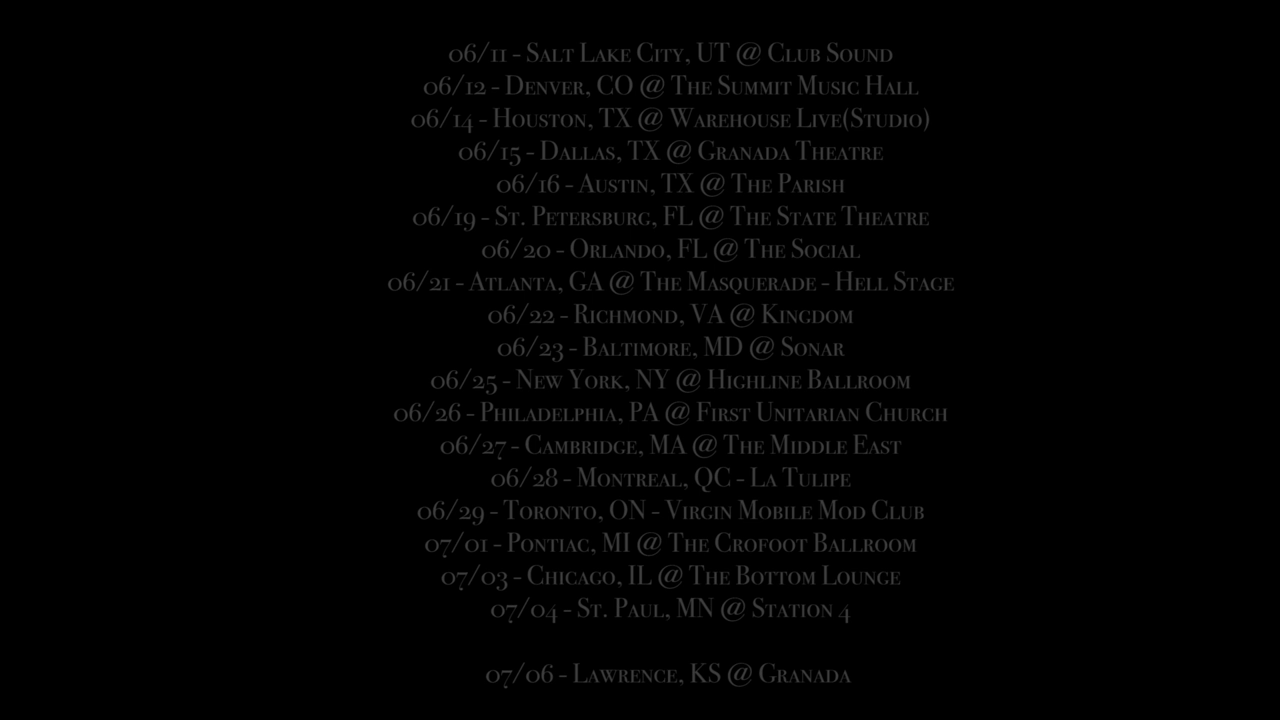 06/11 - Salt Lake City, UT @ Club Sound
06/12 - Denver, CO @ The Summit Music Hall
06/14 - Houston, TX @ Warehouse Live(Studio)
06/15 - Dallas, TX @ Granada Theatre
06/16 - Austin, TX @ The Parish
06/19 - St. Petersburg, FL @ The State Theatre
06/20 - Orlando, FL @ The Social
06/21 - Atlanta, GA @ The Masquerade - Hell Stage
06/22 - Richmond, VA @ Kingdom
06/23 - Baltimore, MD @ Sonar
06/25 - New York, NY @ Highline Ballroom
06/26 - Philadelphia, PA @ First Unitarian Church
06/27 - Cambridge, MA @ The Middle East
06/28 - Montreal, QC - La Tulipe
06/29 - Toronto, ON - Virgin Mobile Mod Club
07/01 - Pontiac, MI @ The Crofoot Ballroom
07/03 - Chicago, IL @ The Bottom Lounge
07/04 - St. Paul, MN @ Station 4
07/06 - Lawrence, KS @ Granada